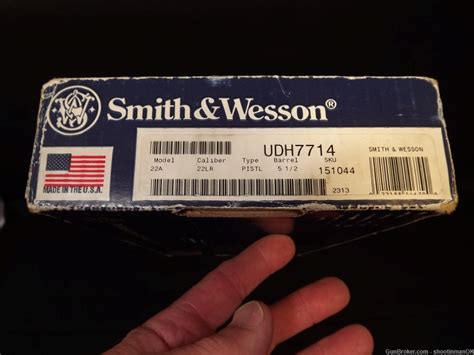 Smith & Wesson®
UDH7714
SMITH & WESSON
Model Caliber Type Barrel SKU
22A 22LR PISTL 5 1/2 151044
2313
MADE IN THE U.S.A.
GunBroker.com - shootinmanOH